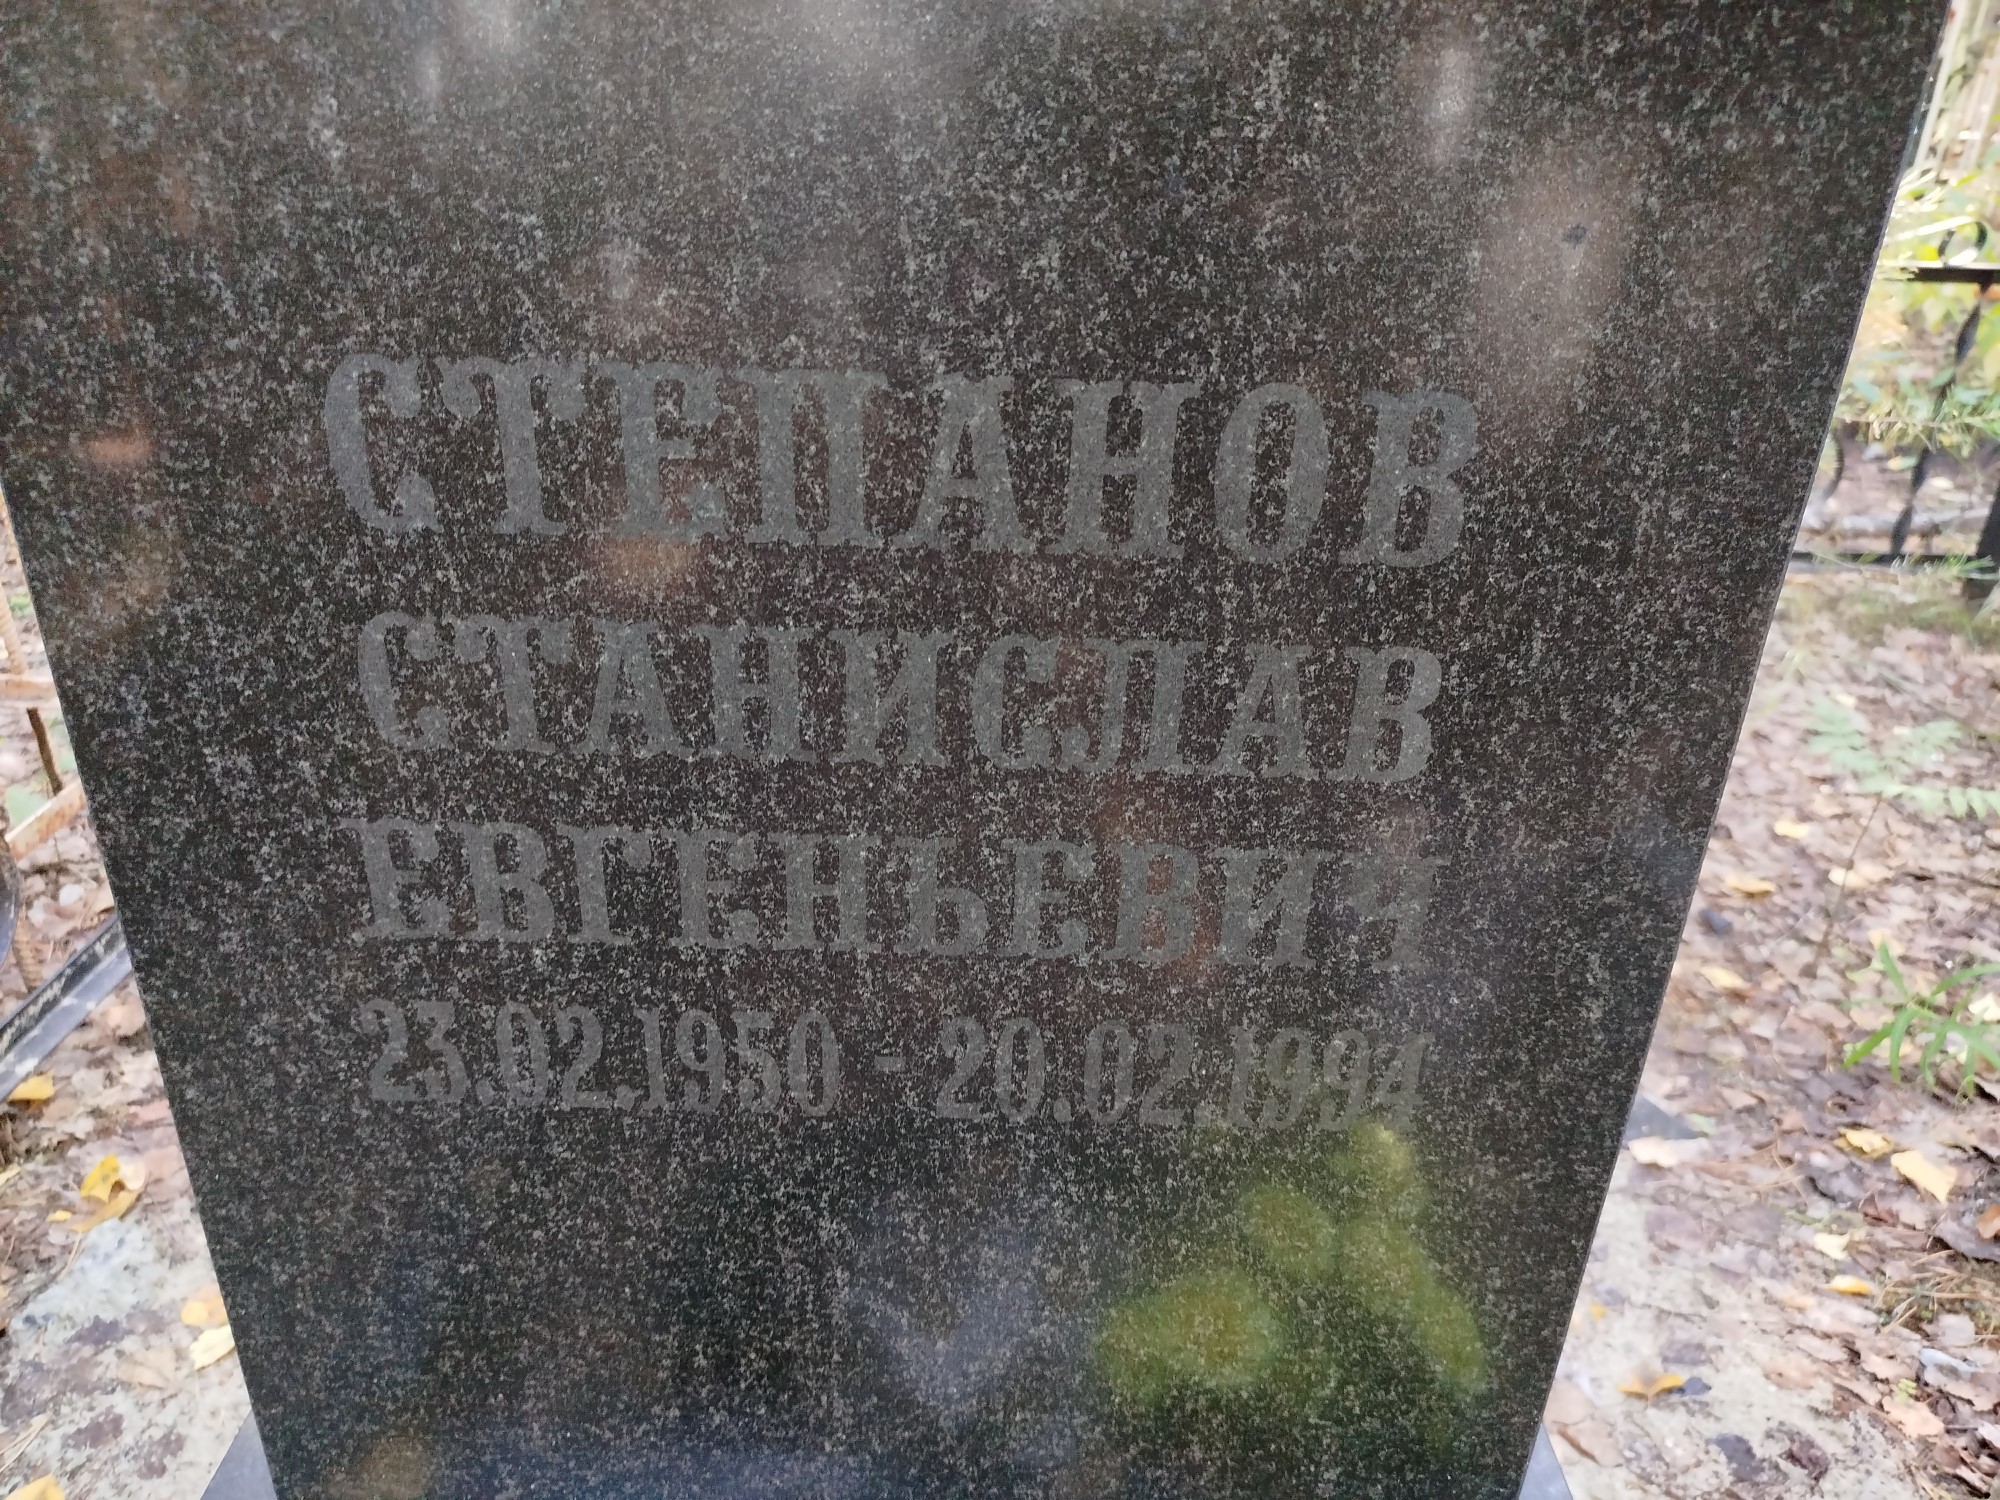 СТЕПАНОВ
СТАНИСЛАВ
ЕВГЕНЬЕВИЧ
23.02.1950 - 20.02.1994